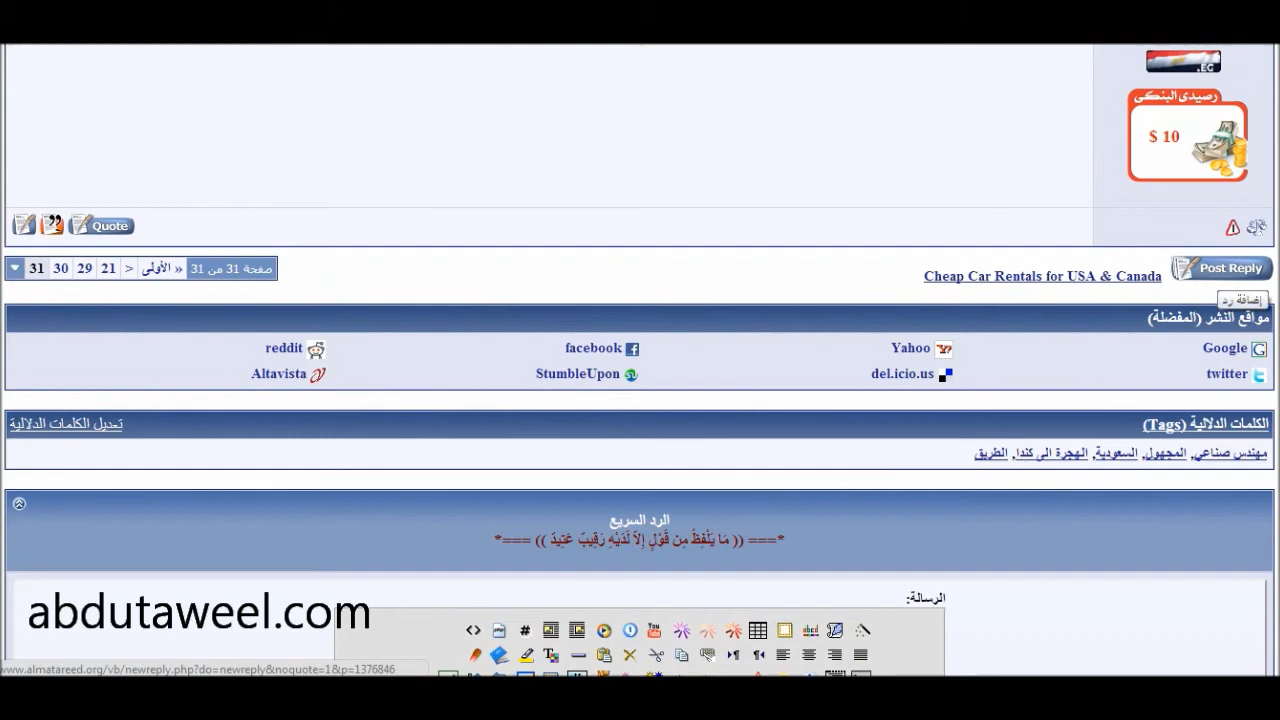 .EG
رصيدى البنكى
$ 10
Quote
صفحة 31 من 31 « الأولى < 21 29 30 31
Post Reply
Cheap Car Rentals for USA & Canada
إضافة رد
مواقع النشر (المفضلة)
Google Yahoo facebook reddit
twitter del.icio.us StumbleUpon Altavista
الكلمات الدلالية (Tags)
تعديل الكلمات الدلالية
مهندس صناعي, المجهول, السعودية, الهجرة الى كندا, الطريق
الرد السريع
*=== (( مَا يَلْفِظُ مِن قَوْلٍ إِلاَّ لَدَيْهِ رَقِيبٌ عَتِيدٌ )) ===*
الرسالة:
abdutaweel.com
www.almatareed.org/vb/newreply.php?do=newreply&noquote=1&p=1376846